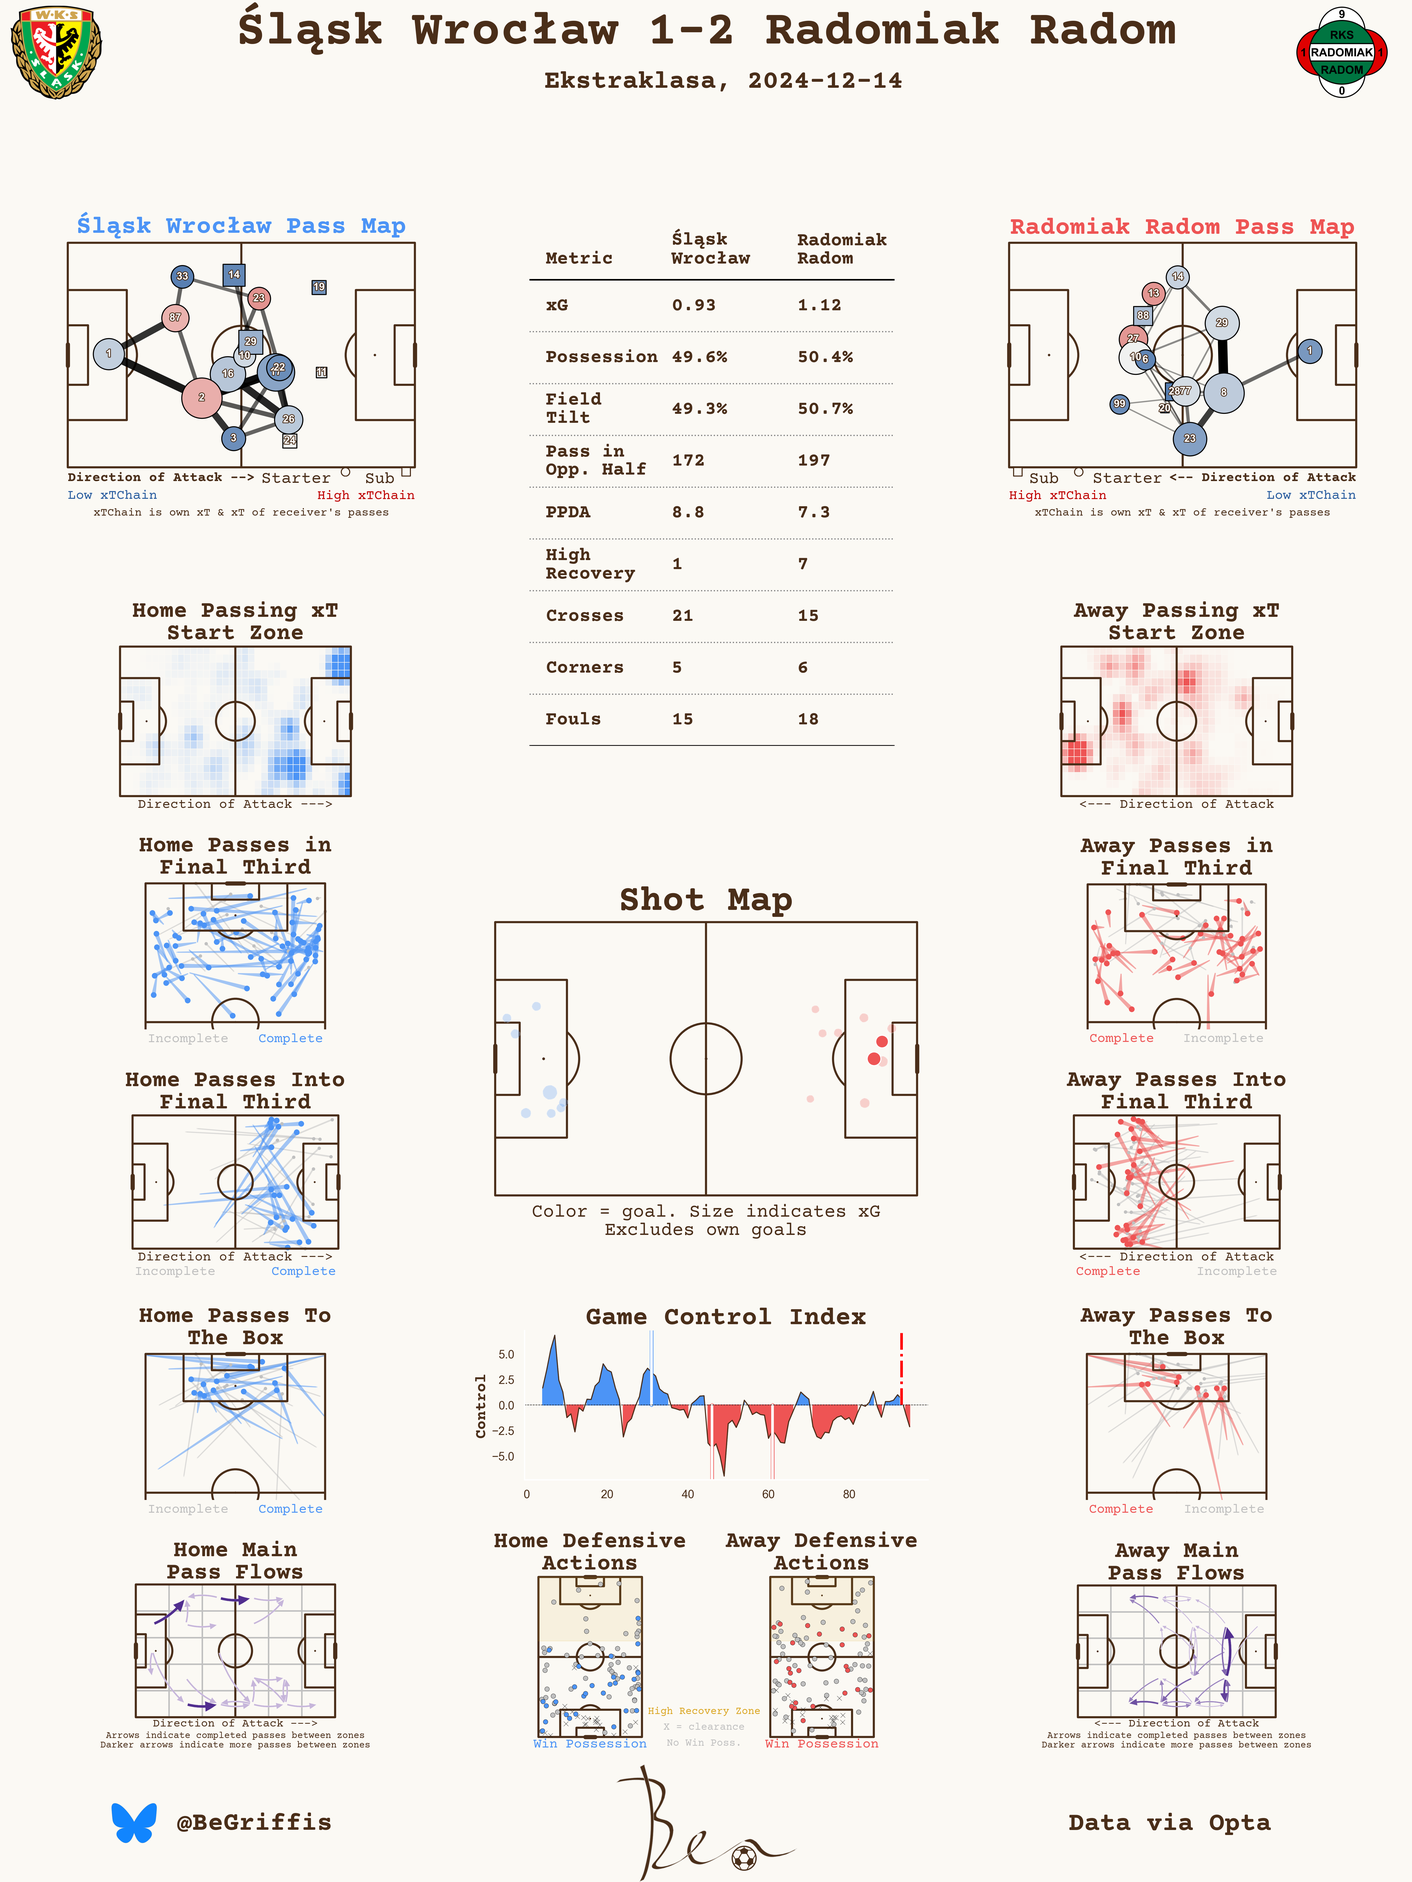 W·K·S
ŚLĄSK
Śląsk Wrocław 1-2 Radomiak Radom
Ekstraklasa, 2024-12-14
9
RKS
1 RADOMIAK 1
RADOM
0
Śląsk Wrocław Pass Map
33
14
19
23
87
29
1
10
22
16
2
11
26
3
24
Direction of Attack --> Starter Sub
Low xTChain High xTChain
xTChain is own xT & xT of receiver's passes
Metric Śląsk Wrocław Radomiak Radom
xG 0.93 1.12
Possession 49.6% 50.4%
Field Tilt 49.3% 50.7%
Pass in Opp. Half 172 197
PPDA 8.8 7.3
High Recovery 1 7
Crosses 21 15
Corners 5 6
Fouls 15 18
Radomiak Radom Pass Map
14
13
88
29
27
10
6
1
28
77
8
99
20
23
Sub Starter <-- Direction of Attack
High xTChain Low xTChain
xTChain is own xT & xT of receiver's passes
Home Passing xT
Start Zone
Direction of Attack --->
Away Passing xT
Start Zone
<--- Direction of Attack
Home Passes in
Final Third
Incomplete Complete
Away Passes in
Final Third
Complete Incomplete
Shot Map
Color = goal. Size indicates xG
Excludes own goals
Home Passes Into
Final Third
Direction of Attack --->
Incomplete Complete
Away Passes Into
Final Third
<--- Direction of Attack
Complete Incomplete
Home Passes To
The Box
Incomplete Complete
Game Control Index
Control
5.0
2.5
0.0
−2.5
−5.0
0 20 40 60 80
Away Passes To
The Box
Complete Incomplete
Home Main
Pass Flows
Direction of Attack --->
Arrows indicate completed passes between zones
Darker arrows indicate more passes between zones
Home Defensive
Actions
Win Possession
High Recovery Zone
X = clearance
No Win Poss.
Away Defensive
Actions
Win Possession
Away Main
Pass Flows
<--- Direction of Attack
Arrows indicate completed passes between zones
Darker arrows indicate more passes between zones
@BeGriffis
Ben
Data via Opta